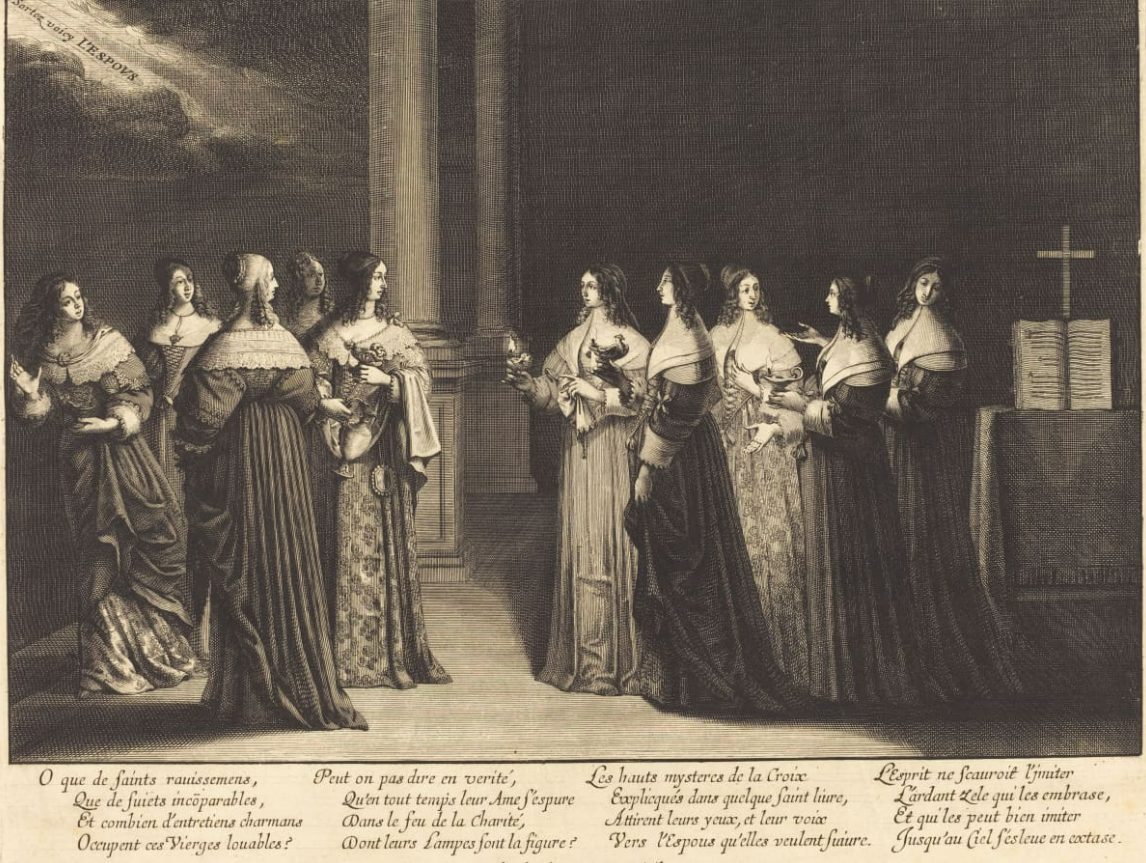 Sortez voicy L'ESPOVS
O que de saints rauissemens,
Que de suiets incõparables,
Et combien d'entretiens charmans
Occupent ces Vierges louables?
Peut on pas dire en verité,
Qu'en tout temps leur Ame s'éspure
Dans le feu de la Charité,
Dont leurs Lampes sont la figure?
Les hauts mysteres de la Croix
Explicqués dans quelque saint liure,
Attirent leurs yeux, et leur voix
Vers l'Espous qu'elles veulent suiure.
L'Esprit ne scauroit l'jmiter
L'ardant zele qui les embrase,
Et qui les peut bien imiter
Jusqu'au Ciel s'ésleue en extase.